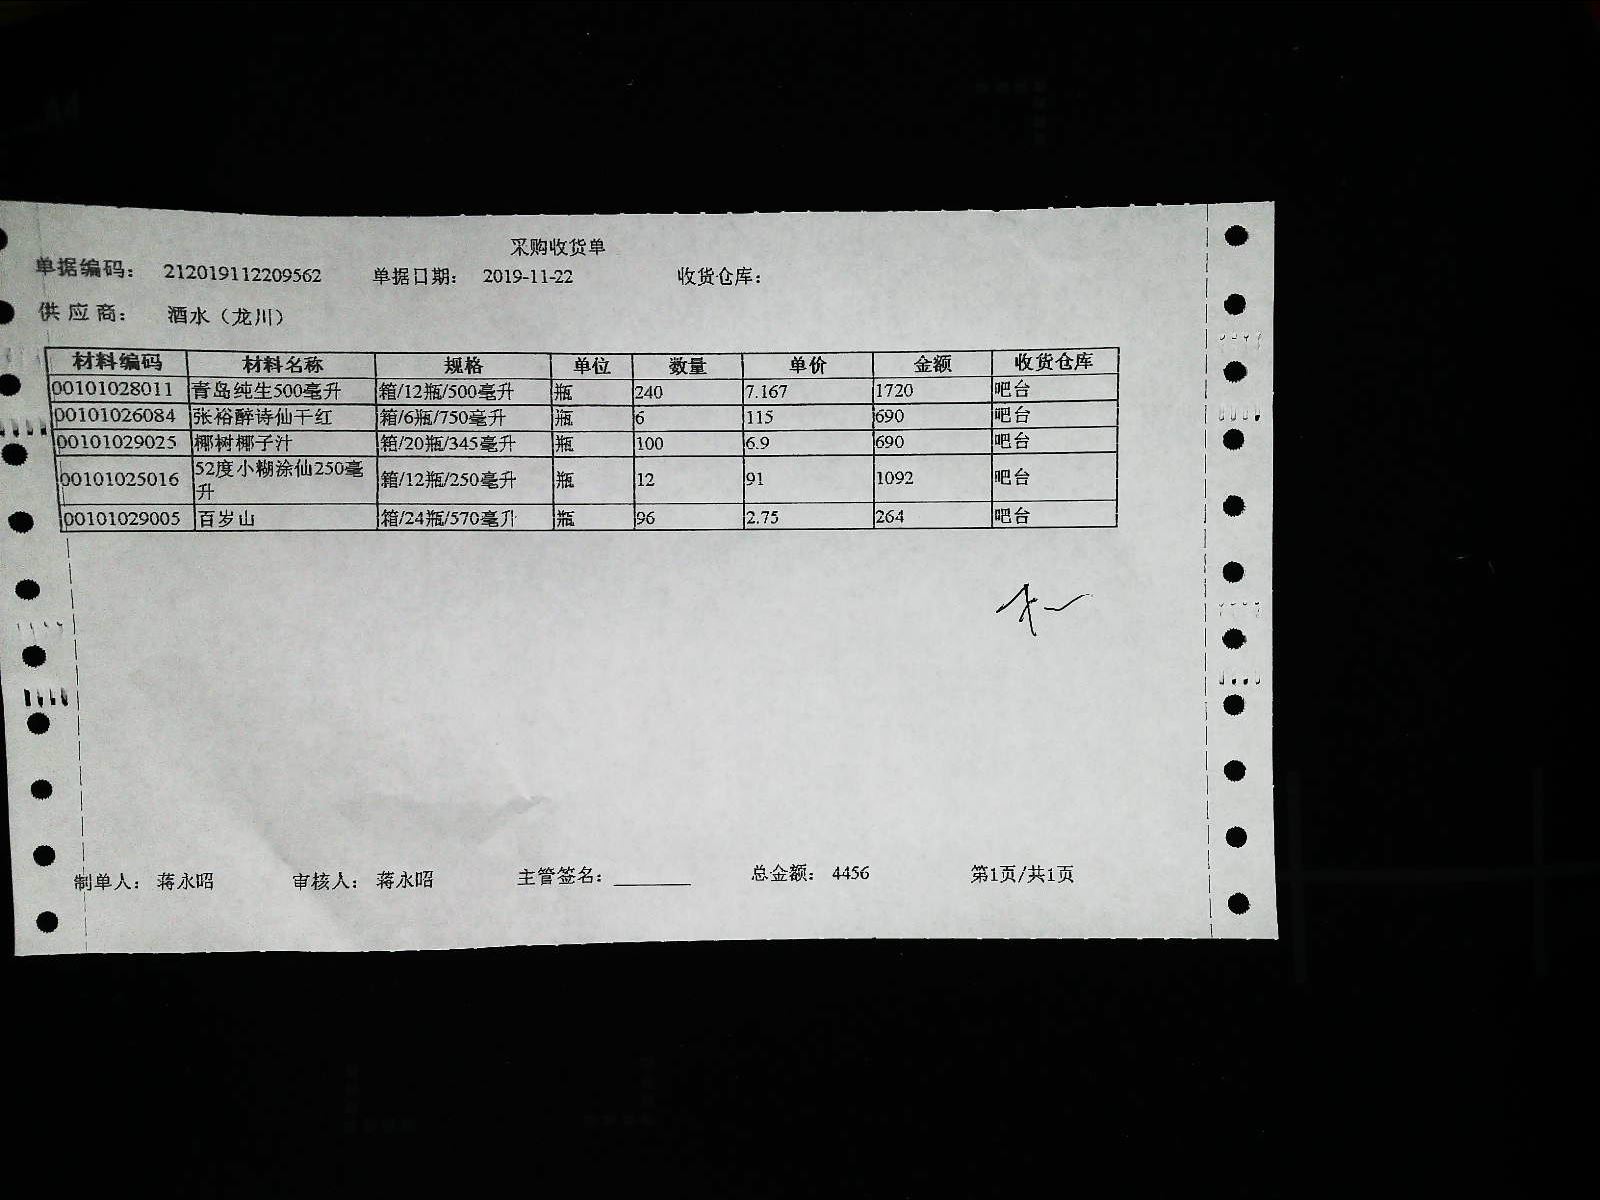 采购收货单
单据编码： 212019112209562 单据日期： 2019-11-22 收货仓库：
供应商： 酒水（龙川）
材料编码 材料名称 规格 单位 数量 单价 金额 收货仓库
00101028011 青岛纯生500毫升 箱/12瓶/500毫升 瓶 240 7.167 1720 吧台
00101026084 张裕醉诗仙干红 箱/6瓶/750毫升 瓶 6 115 690 吧台
00101029025 椰树椰子汁 箱/20瓶/345毫升 瓶 100 6.9 690 吧台
00101025016 52度小糊涂仙250毫升 箱/12瓶/250毫升 瓶 12 91 1092 吧台
00101029005 百岁山 箱/24瓶/570毫升 瓶 96 2.75 264 吧台
制单人： 蒋永昭 审核人： 蒋永昭 主管签名：________ 总金额： 4456 第1页/共1页